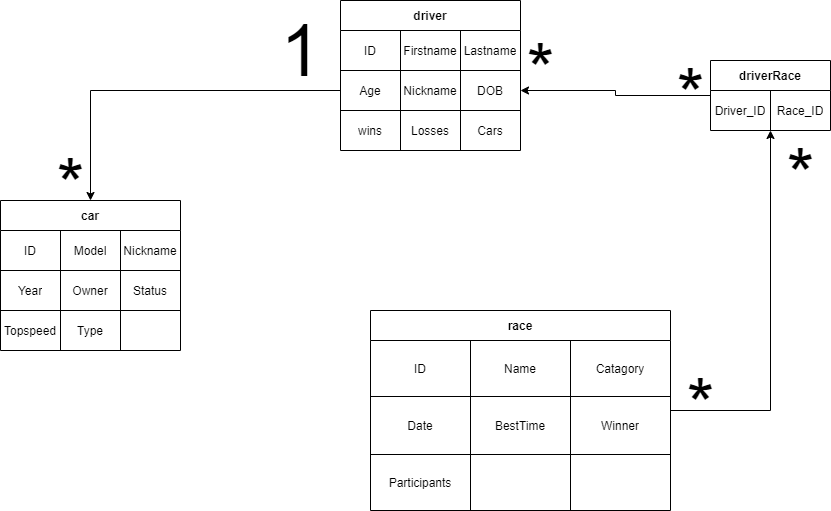 driver
ID Firstname Lastname
Age Nickname DOB
wins Losses Cars
1
*
*
driverRace
Driver_ID Race_ID
*
*
car
ID Model Nickname
Year Owner Status
Topspeed Type
race
ID Name Catagory
Date BestTime Winner
Participants
*